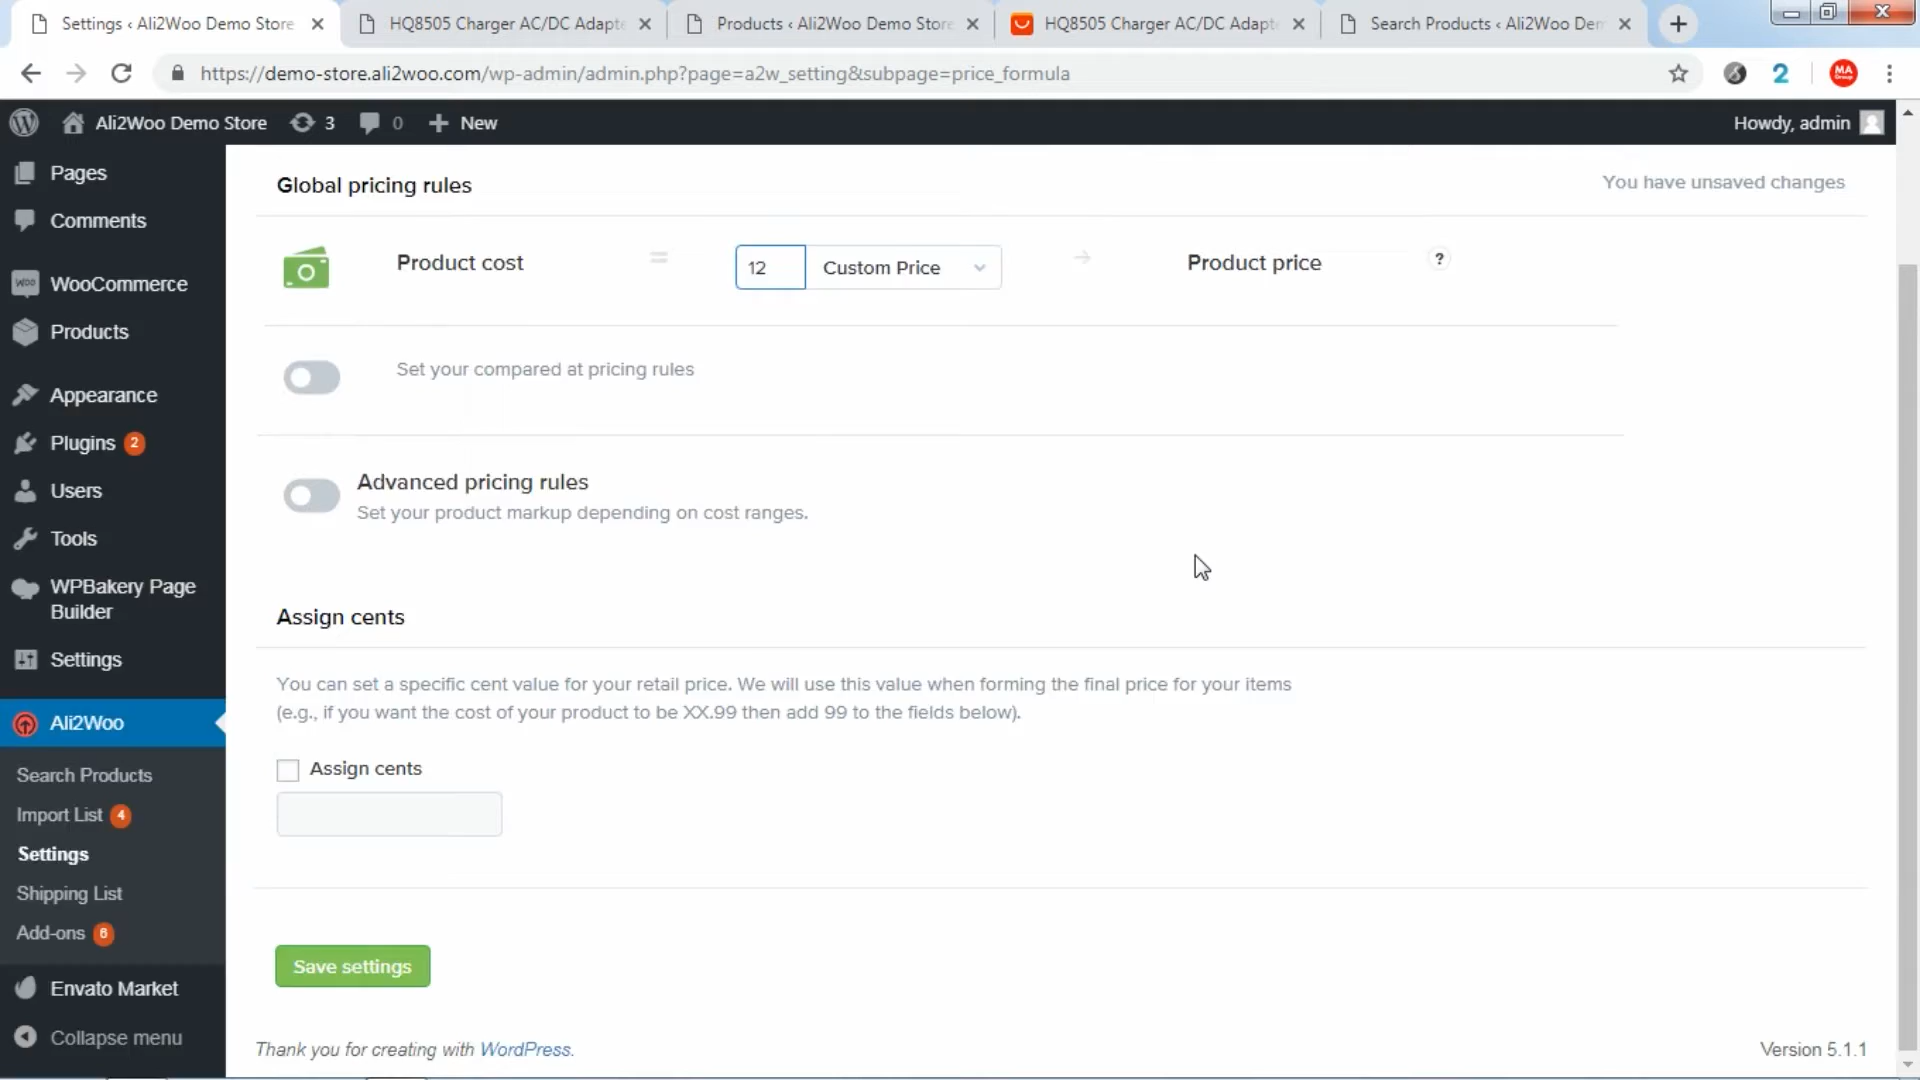 Settings ‹ Ali2Woo Demo Store
HQ8505 Charger AC/DC Adapte
Products ‹ Ali2Woo Demo Store
HQ8505 Charger AC/DC Adapte
Search Products ‹ Ali2Woo Dem
https://demo-store.ali2woo.com/wp-admin/admin.php?page=a2w_setting&subpage=price_formula
2
MA
Group
Ali2Woo Demo Store
3
0
New
Howdy, admin
Pages
Comments
WooCommerce
Products
Appearance
Plugins 2
Users
Tools
WPBakery Page
Builder
Settings
Ali2Woo
Search Products
Import List 4
Settings
Shipping List
Add-ons 6
Envato Market
Collapse menu
Global pricing rules
You have unsaved changes
Product cost
=
12
Custom Price
Product price
?
Set your compared at pricing rules
Advanced pricing rules
Set your product markup depending on cost ranges.
Assign cents
You can set a specific cent value for your retail price. We will use this value when forming the final price for your items
(e.g., if you want the cost of your product to be XX.99 then add 99 to the fields below).
Assign cents
Save settings
Thank you for creating with WordPress.
Version 5.1.1